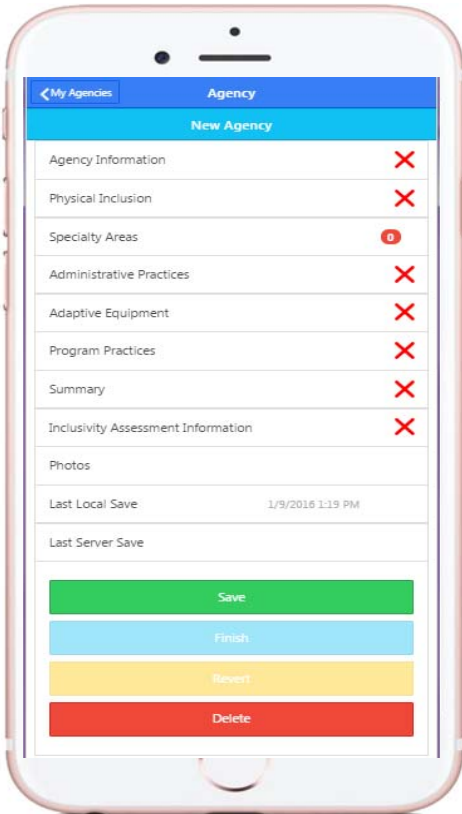 My Agencies Agency
New Agency
Agency Information
Physical Inclusion
Specialty Areas 0
Administrative Practices
Adaptive Equipment
Program Practices
Summary
Inclusivity Assessment Information
Photos
Last Local Save 1/9/2016 1:19 PM
Last Server Save
Save
Finish
Revert
Delete